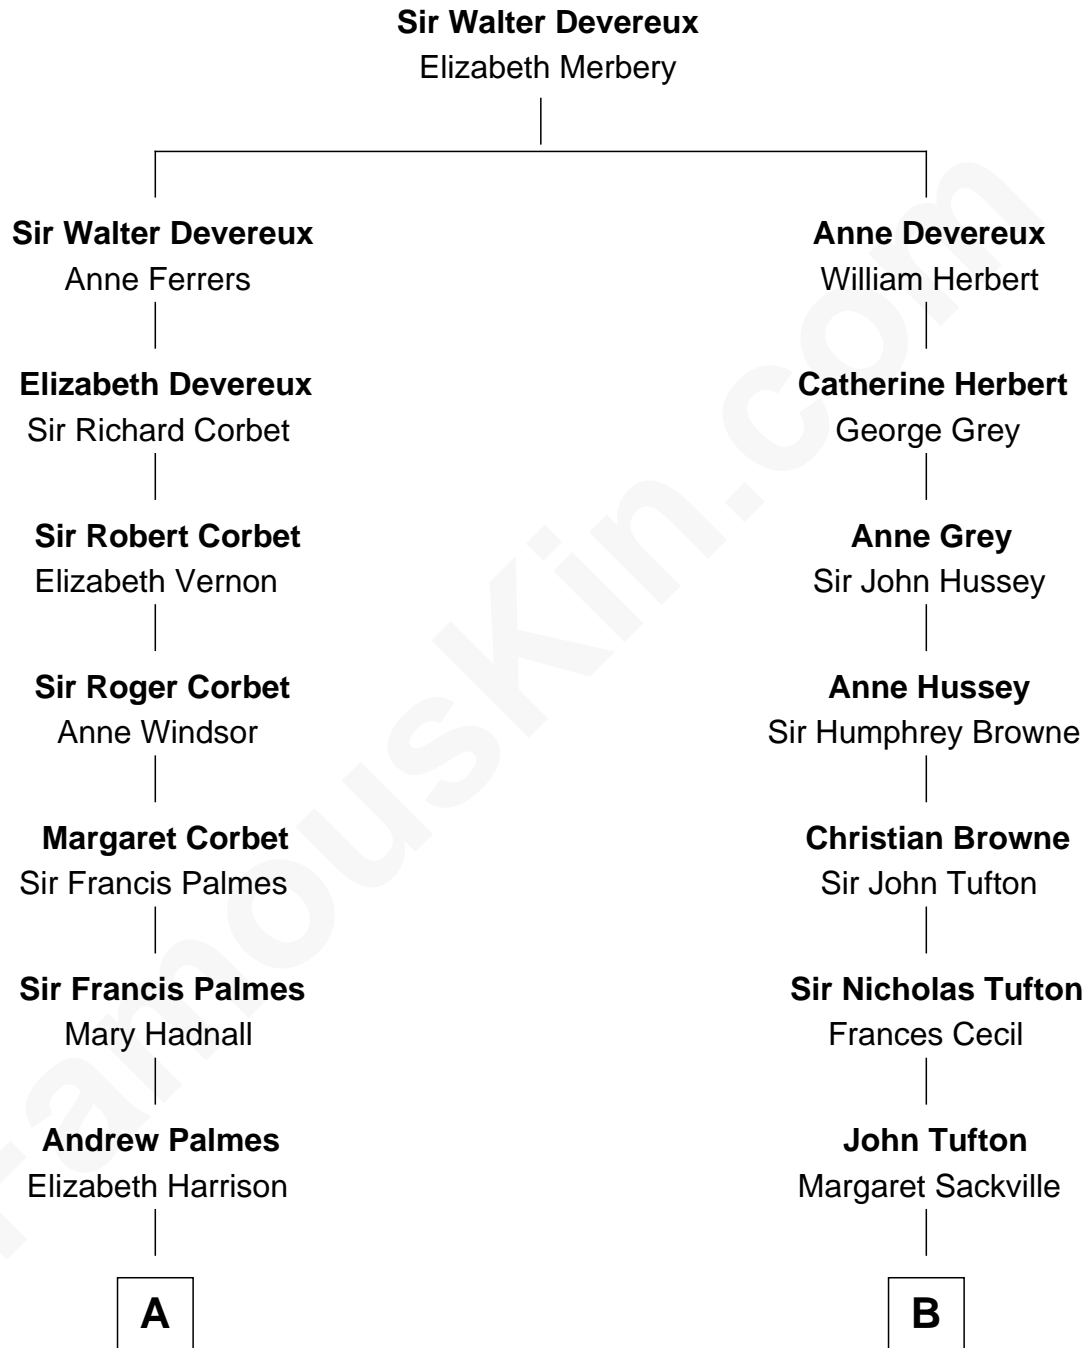 Sir Walter Devereux
Elizabeth Merbery
Sir Walter Devereux
Anne Ferrers
Anne Devereux
William Herbert
Elizabeth Devereux
Sir Richard Corbet
Catherine Herbert
George Grey
Sir Robert Corbet
Elizabeth Vernon
Anne Grey
Sir John Hussey
Sir Roger Corbet
Anne Windsor
Anne Hussey
Sir Humphrey Browne
Margaret Corbet
Sir Francis Palmes
Christian Browne
Sir John Tufton
Sir Francis Palmes
Mary Hadnall
Sir Nicholas Tufton
Frances Cecil
Andrew Palmes
Elizabeth Harrison
John Tufton
Margaret Sackville
A
B
FamousKin.com